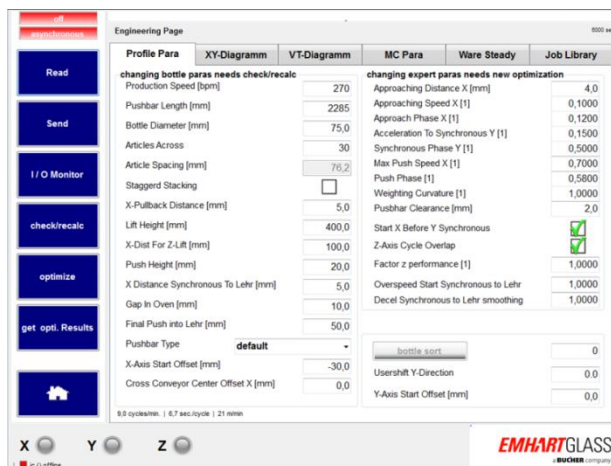 off
asynchronous
Engineering Page
Profile Para
XY-Diagramm
VT-Diagramm
MC Para
Ware Steady
Job Library
Read
Send
I / O Monitor
check/recalc
optimize
get opti. Results
changing bottle paras needs check/recalc
Production Speed [bpm] 270
Pushbar Length [mm] 2285
Bottle Diameter [mm] 75,0
Articles Across 30
Article Spacing [mm] 76,2
Staggerd Stacking
X-Pullback Distance [mm] 5,0
Lift Height [mm] 400,0
X-Dist For Z-Lift [mm] 100,0
Push Height [mm] 20,0
X Distance Synchronous To Lehr [mm] 5,0
Gap In Oven [mm] 10,0
Final Push into Lehr [mm] 50,0
Pushbar Type default
X-Axis Start Offset [mm] -30,0
Cross Conveyor Center Offset X [mm] 0,0
9,0 cycles/min. | 6,7 sec./cycle | 21 m/min
changing expert paras needs new optimization
Approaching Distance X [mm] 4,0
Approaching Speed X [1] 0,1000
Approach Phase X [1] 0,1200
Acceleration To Synchronous Y [1] 0,1500
Synchronous Phase Y [1] 0,5000
Max Push Speed X [1] 0,7000
Push Phase [1] 0,5800
Weighting Curvature [1] 1,0000
Pusbhar Clearance [mm] 2,0
Start X Before Y Synchronous
Z-Axis Cycle Overlap
Factor z performance [1] 1,0000
Overspeed Start Synchronous to Lehr 1,0000
Decel Synchronous to Lehr smoothing 1,0000
bottle sort 0
Usershift Y-Direction 0.0
Y-Axis Start Offset [mm] 0,0
X Y Z
EMHARTGLASS
a BUCHER company